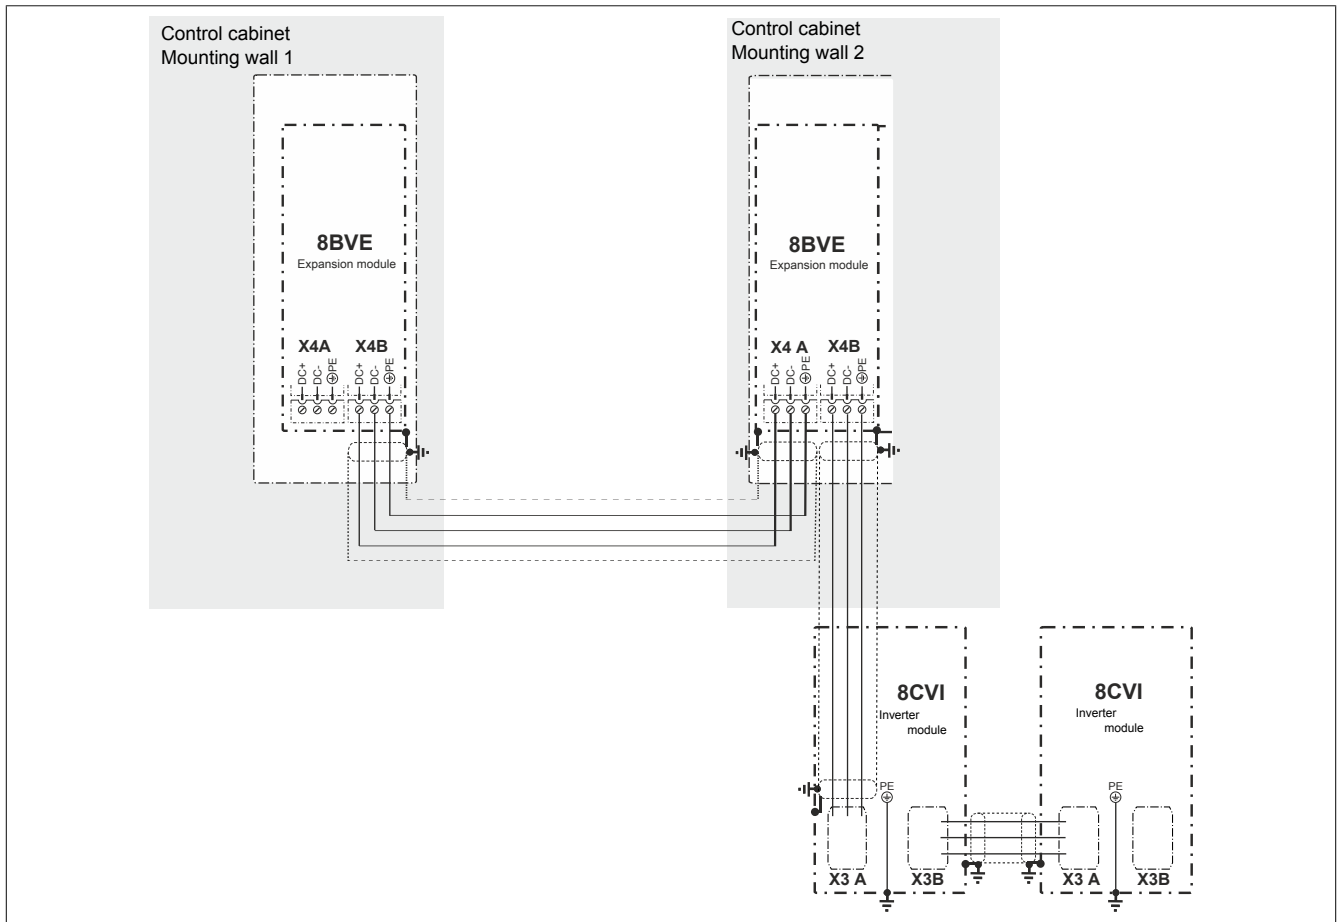 Control cabinet
Mounting wall 1
Control cabinet
Mounting wall 2
8BVE
Expansion module
8BVE
Expansion module
X4A
X4B
DC+
DC-
PE
DC+
DC-
PE
X4 A
X4B
DC+
DC-
PE
DC+
DC-
PE
8CVI
Inverter
module
8CVI
Inverter
module
PE
PE
X3 A
X3B
X3 A
X3B